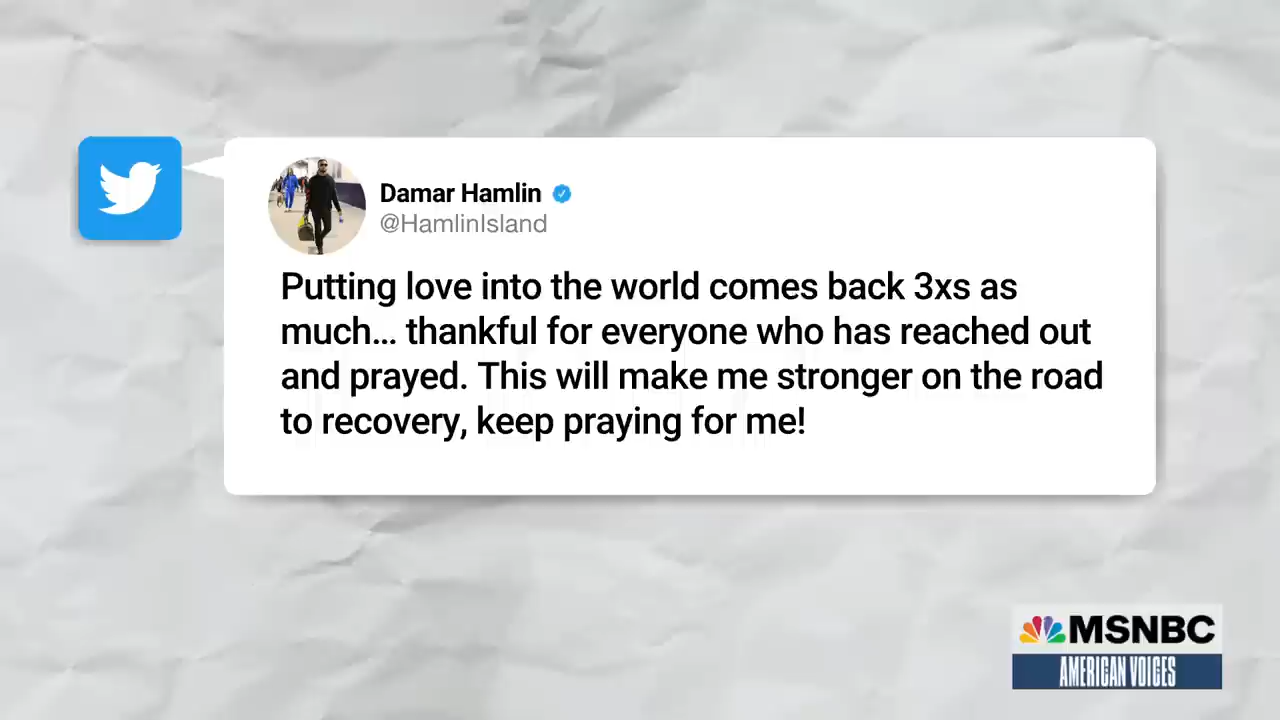 Damar Hamlin
@HamlinIsland
Putting love into the world comes back 3xs as
much... thankful for everyone who has reached out
and prayed. This will make me stronger on the road
to recovery, keep praying for me!
MSNBC
AMERICAN VOICES